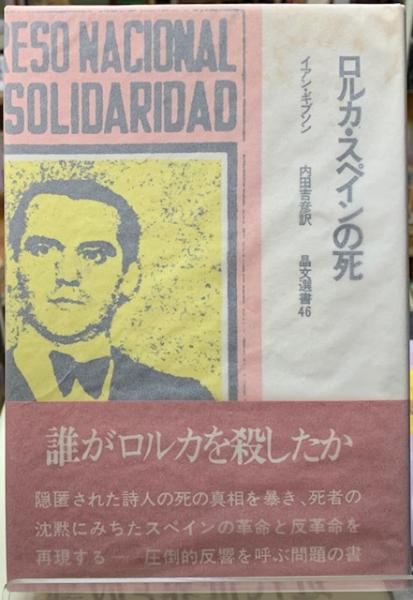 ESO NACIONAL
SOLIDARIDAD
ロルカ・スペインの死
イアン・ギブソン
内田吉彦訳
晶文選書46
誰がロルカを殺したか
隠匿された詩人の死の真相を暴き、死者の
沈黙にみちたスペインの革命と反革命を
再現する── 圧倒的反響を呼ぶ問題の書